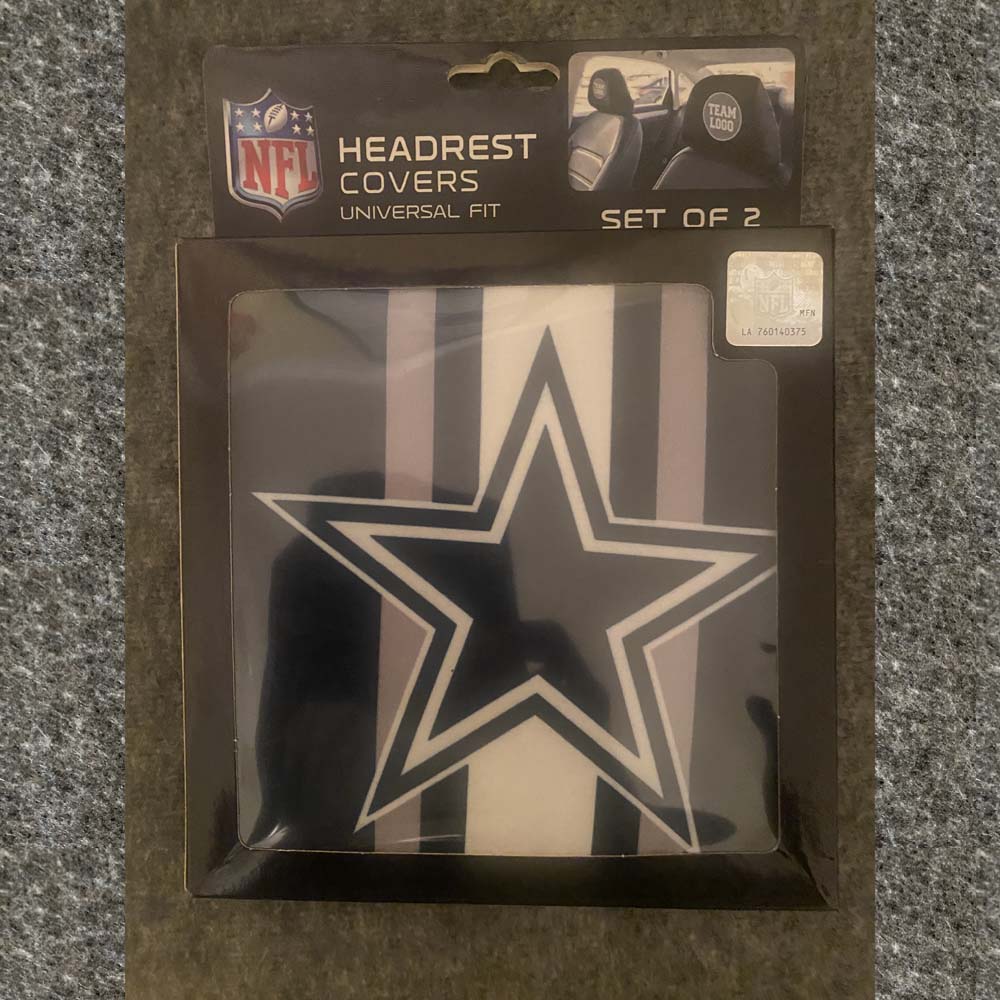 NFL
HEADREST
COVERS
UNIVERSAL FIT
TEAM
LOGO
SET OF 2
NFL
MFN
LA 760140375